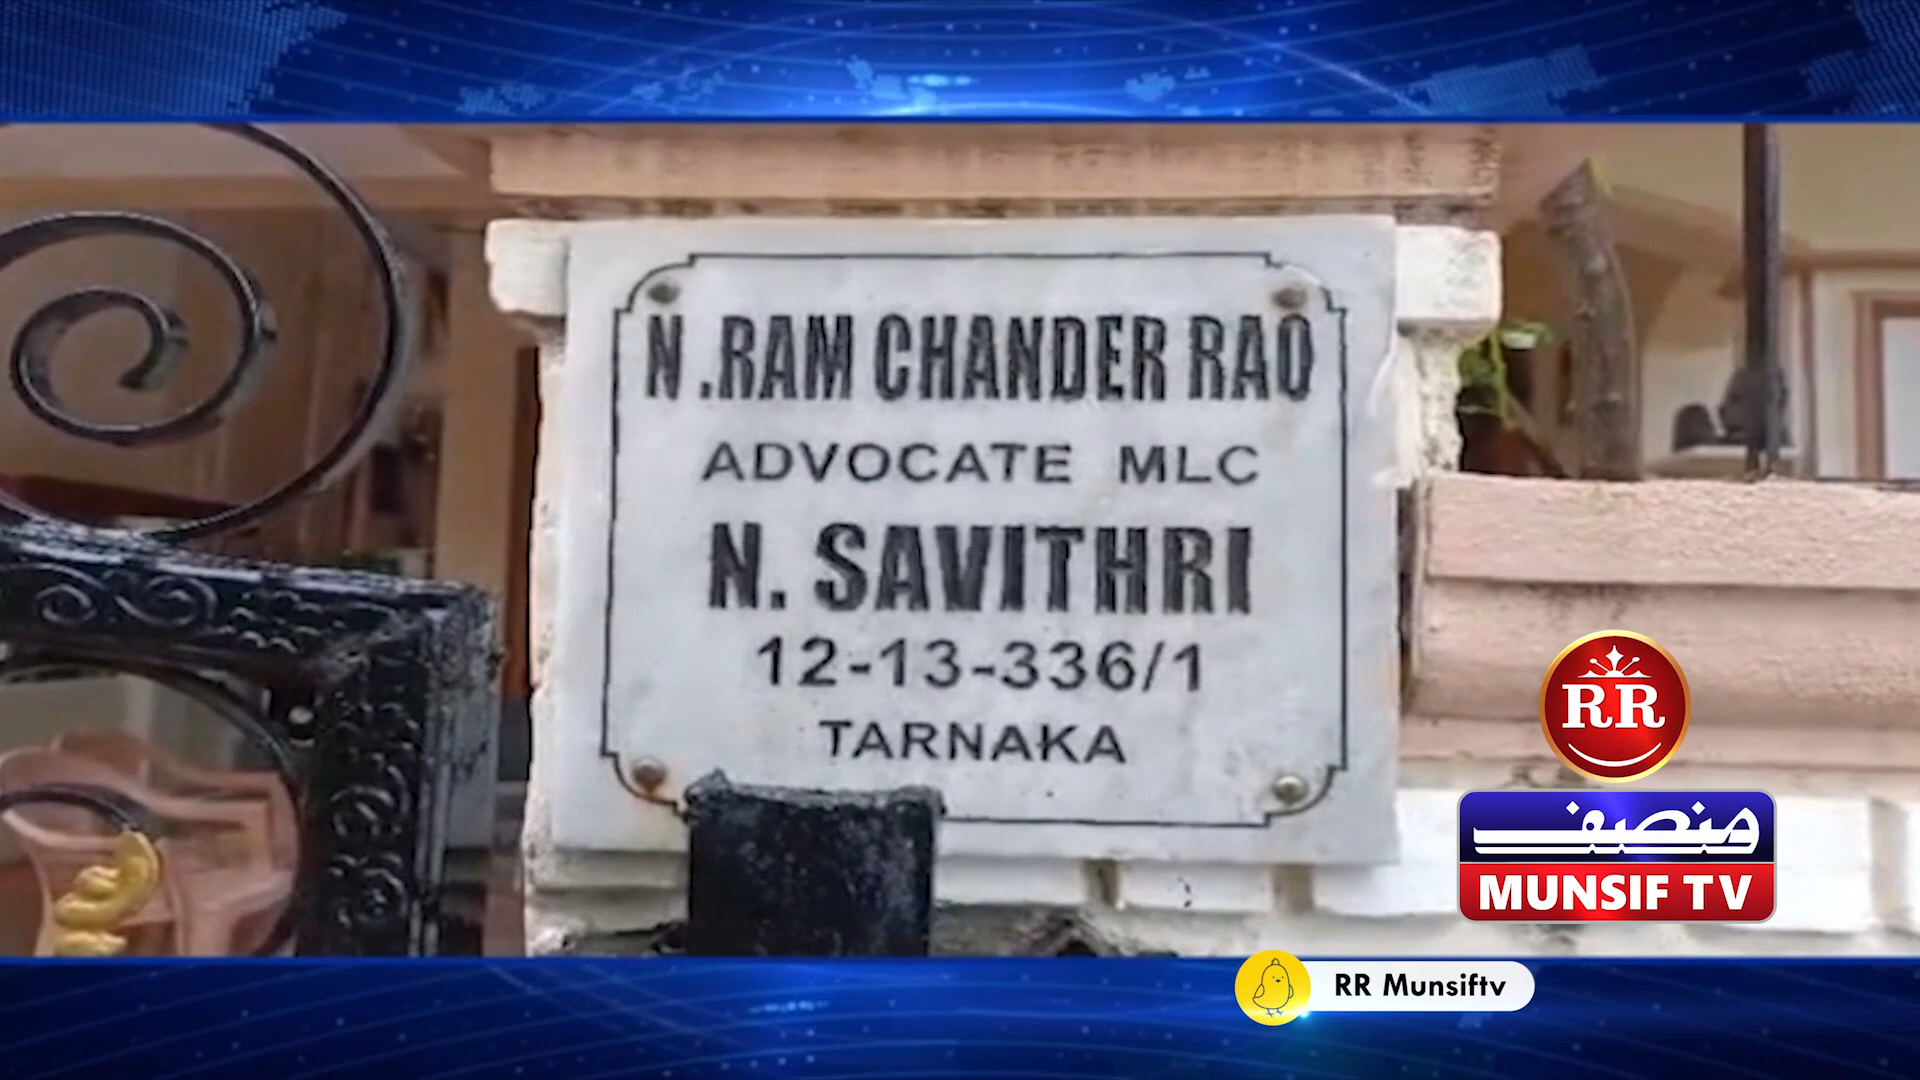 N .RAM CHANDER RAO
ADVOCATE MLC
N. SAVITHRI
12-13-336/1
TARNAKA
RR
منصف
MUNSIF TV
RR Munsiftv